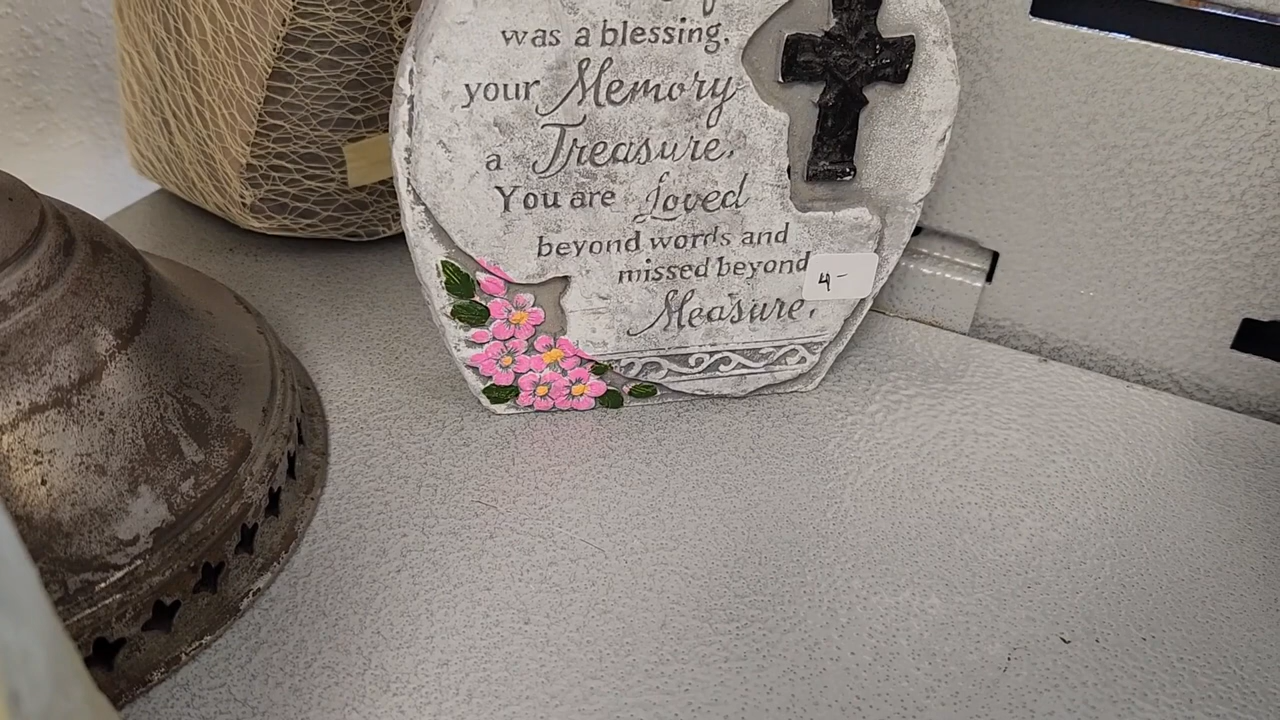 was a blessing,
your Memory
a Treasure.
You are Loved
beyond words and
missed beyond
Measure.
4-